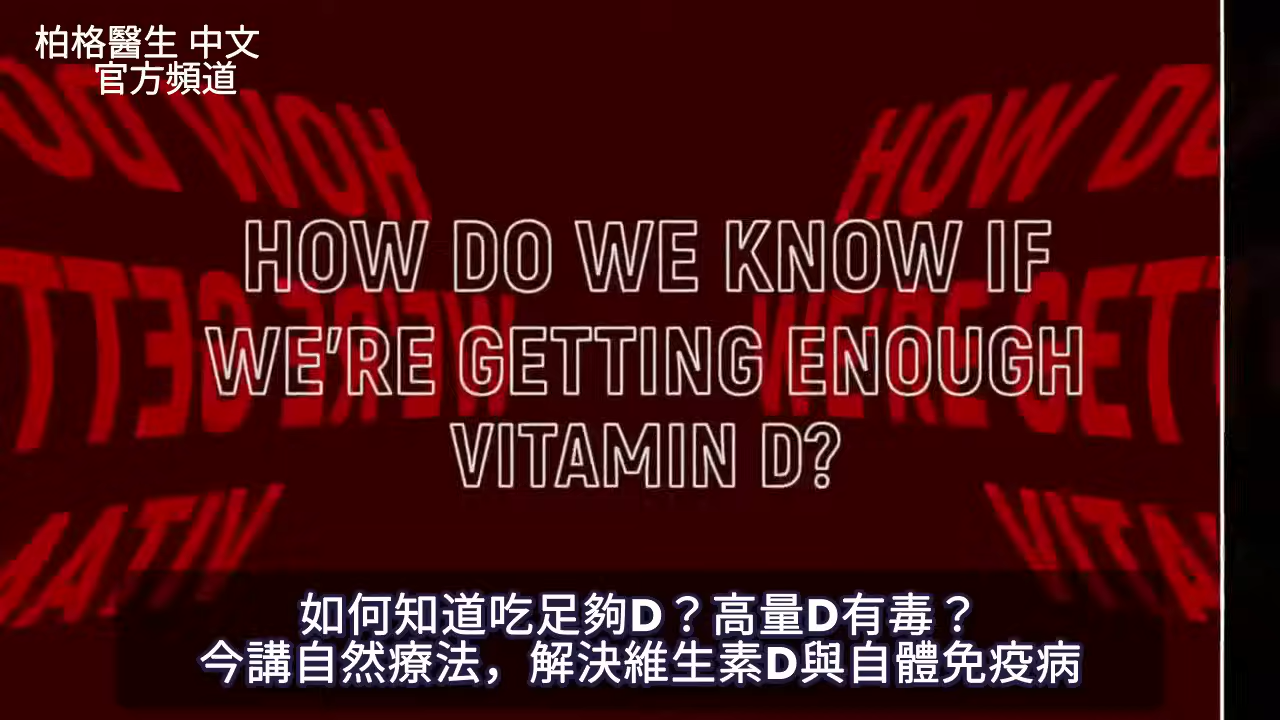 柏格醫生 中文
官方頻道
HOW DO WE KNOW IF
WE'RE GETTING ENOUGH
VITAMIN D?
如何知道吃足夠D？高量D有毒？
今講自然療法，解決維生素D與自體免疫病